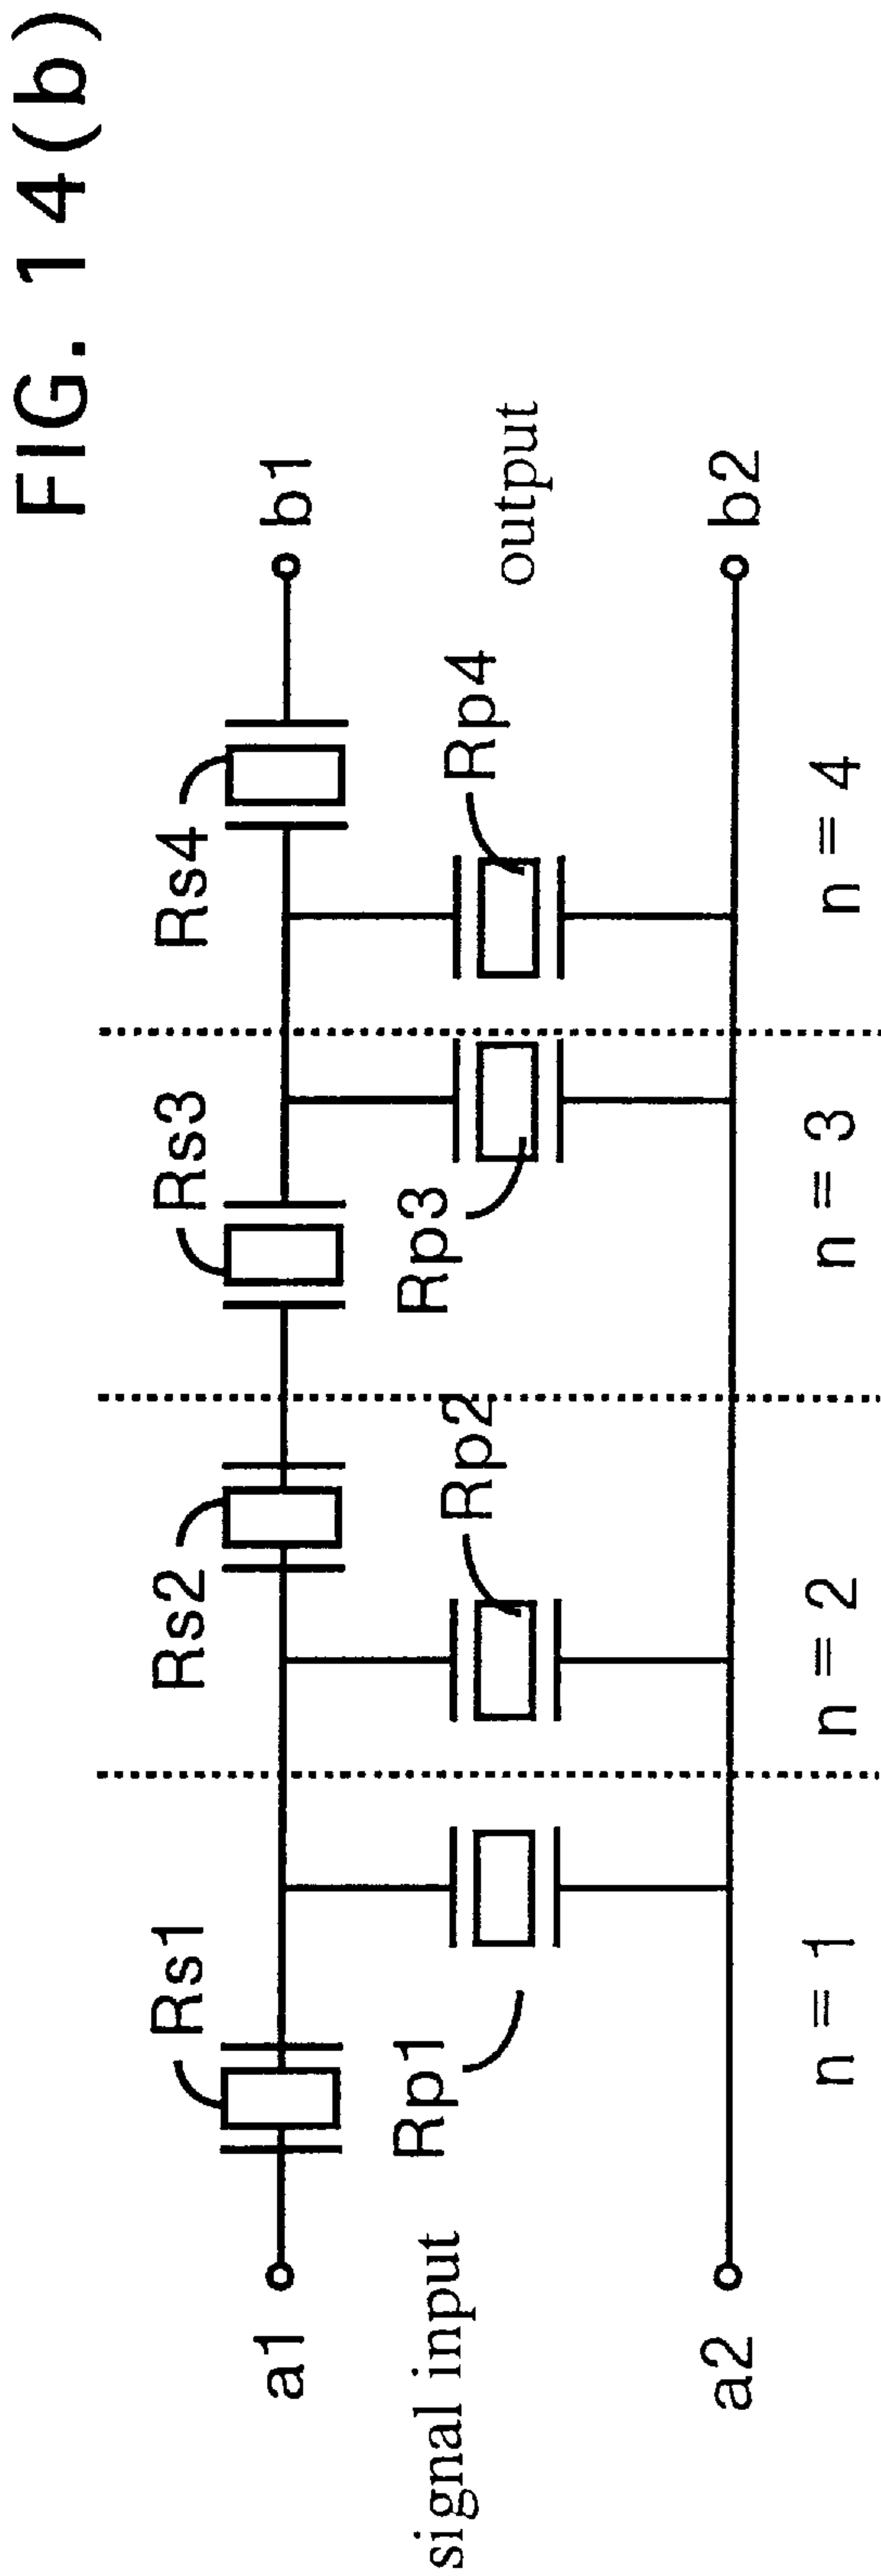 FIG. 14(b)
Rs1
Rs2
Rs3
Rs4
a1
b1
signal input
Rp1
Rp2
Rp3
Rp4
output
a2
b2
n = 1
n = 2
n = 3
n = 4